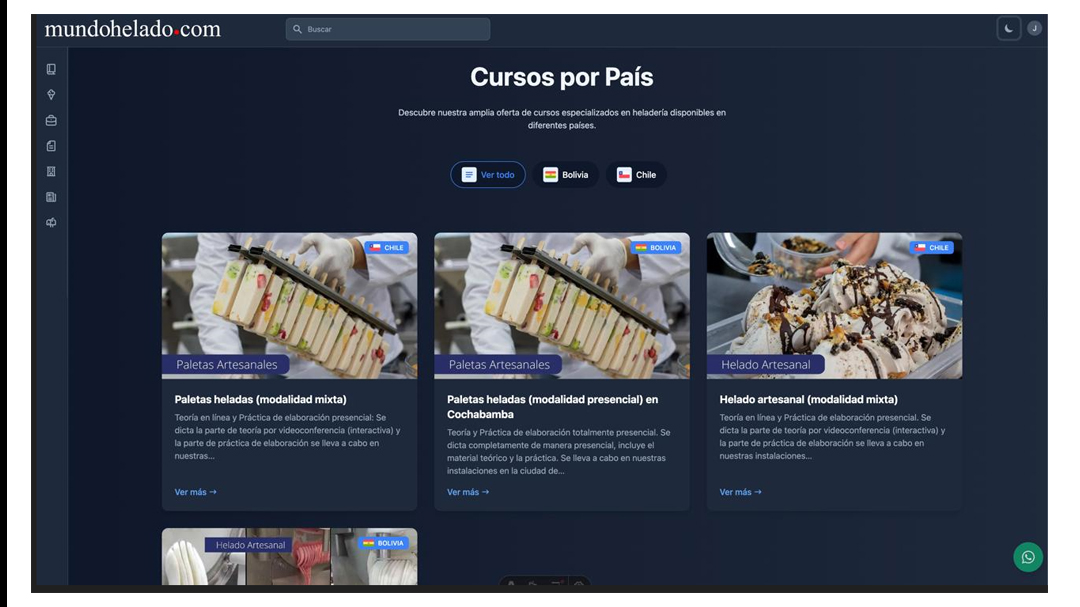 mundohelado.com
Buscar
J
Cursos por País
Descubre nuestra amplia oferta de cursos especializados en heladería disponibles en
diferentes países.
Ver todo
Bolivia
Chile
CHILE
Paletas Artesanales
Paletas heladas (modalidad mixta)
Teoría en línea y Práctica de elaboración presencial: Se
dicta la parte de teoría por videoconferencia (interactiva) y
la parte de práctica de elaboración se lleva a cabo en
nuestras...
Ver más →
BOLIVIA
Paletas Artesanales
Paletas heladas (modalidad presencial) en
Cochabamba
Teoría y Práctica de elaboración totalmente presencial. Se
dicta completamente de manera presencial, incluye el
material teórico y la práctica. Se lleva a cabo en nuestras
instalaciones en la ciudad de...
Ver más →
CHILE
Helado Artesanal
Helado artesanal (modalidad mixta)
Teoría en línea y Práctica de elaboración presencial. Se
dicta la parte de teoría por videoconferencia (interactiva) y
la parte de práctica de elaboración se lleva a cabo en
nuestras instalaciones...
Ver más →
Helado Artesanal
BOLIVIA